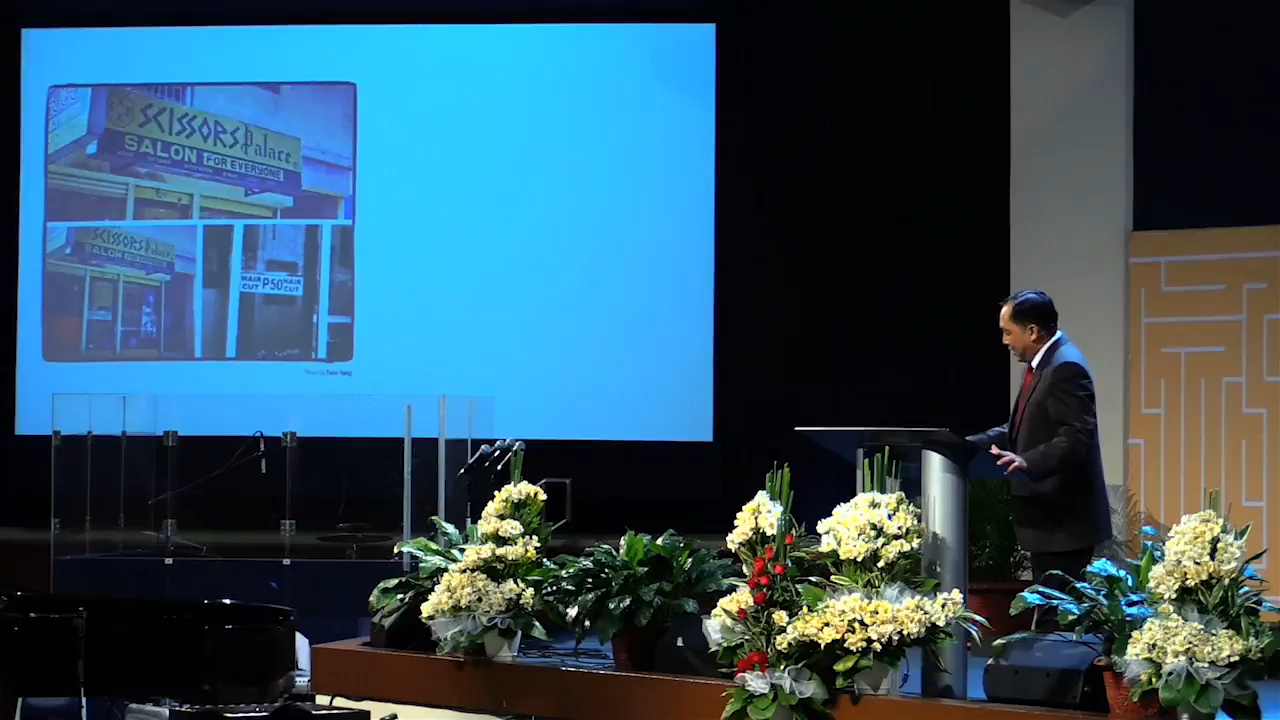 SCISSORS Palace
SALON FOR EVERYONE
SCISSORS Palace
SALON
HAIR CUT P50 HAIR CUT